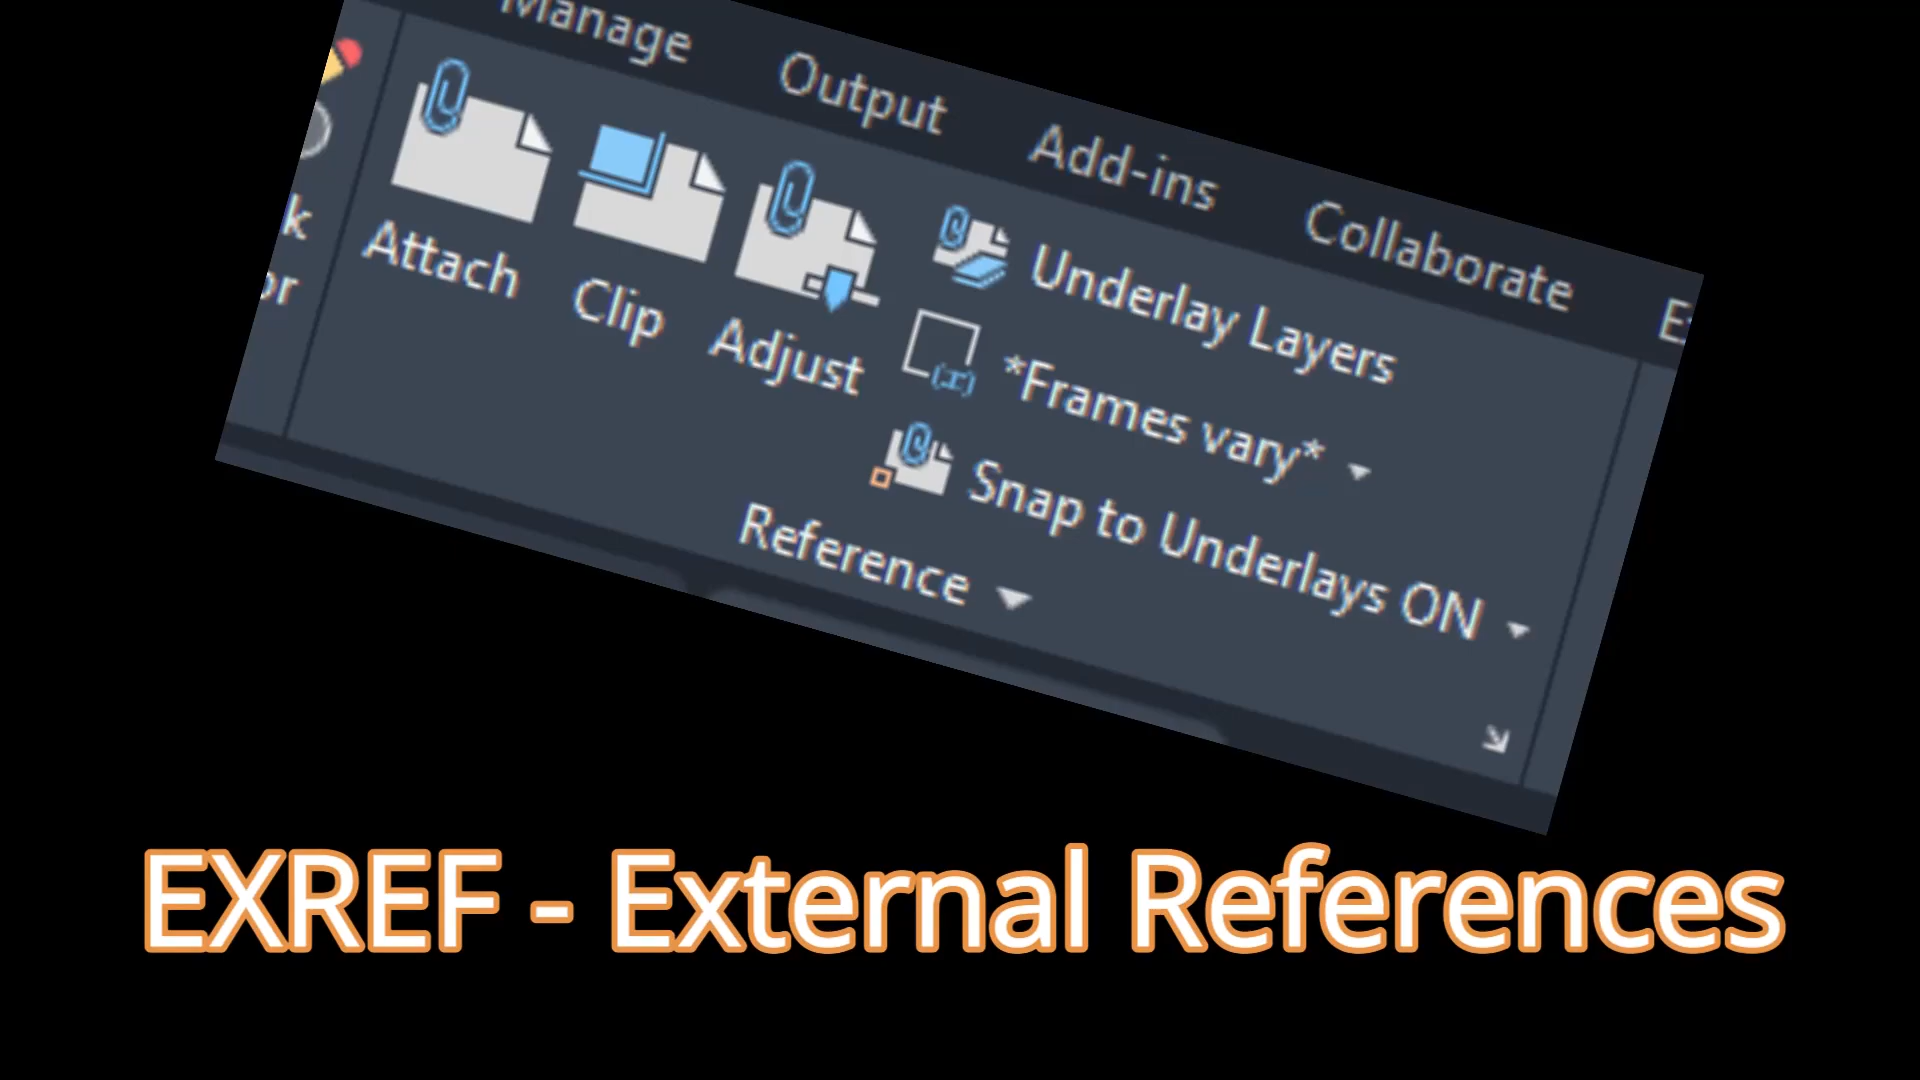 Manage Output Add-ins Collaborate
Attach Clip Adjust
Underlay Layers
*Frames vary*
Snap to Underlays ON
Reference
EXREF - External References